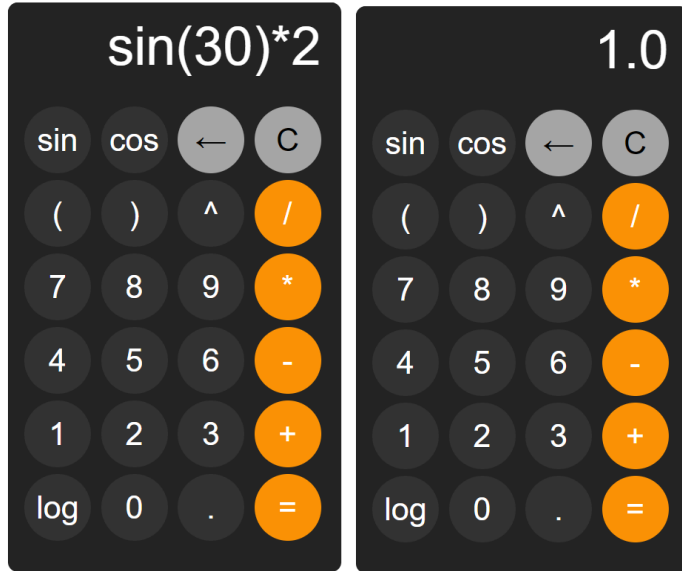 sin(30)*2
sin cos ← C
( ) ^ /
7 8 9 *
4 5 6 -
1 2 3 +
log 0 . =
1.0
sin cos ← C
( ) ^ /
7 8 9 *
4 5 6 -
1 2 3 +
log 0 . =